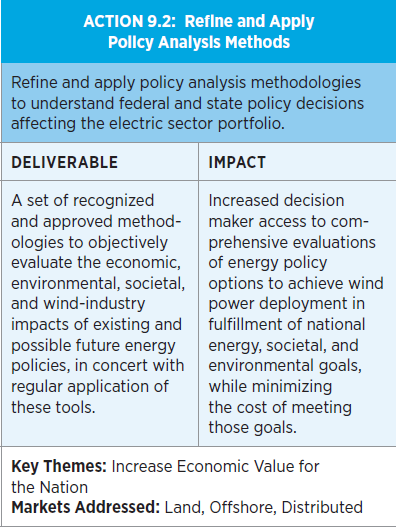 ACTION 9.2: Refine and Apply
Policy Analysis Methods
Refine and apply policy analysis methodologies
to understand federal and state policy decisions
affecting the electric sector portfolio.
DELIVERABLE
A set of recognized
and approved method-
ologies to objectively
evaluate the economic,
environmental, societal,
and wind-industry
impacts of existing and
possible future energy
policies, in concert with
regular application of
these tools.
IMPACT
Increased decision
maker access to com-
prehensive evaluations
of energy policy
options to achieve wind
power deployment in
fulfillment of national
energy, societal, and
environmental goals,
while minimizing
the cost of meeting
those goals.
Key Themes: Increase Economic Value for
the Nation
Markets Addressed: Land, Offshore, Distributed